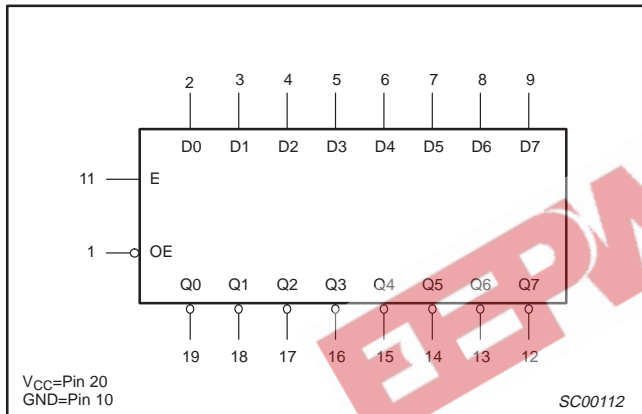 2 3 4 5 6 7 8 9
D0 D1 D2 D3 D4 D5 D6 D7
11 E
1 OE
Q0 Q1 Q2 Q3 Q4 Q5 Q6 Q7
19 18 17 16 15 14 13 12
VCC=Pin 20
GND=Pin 10
SC00112
EEPW